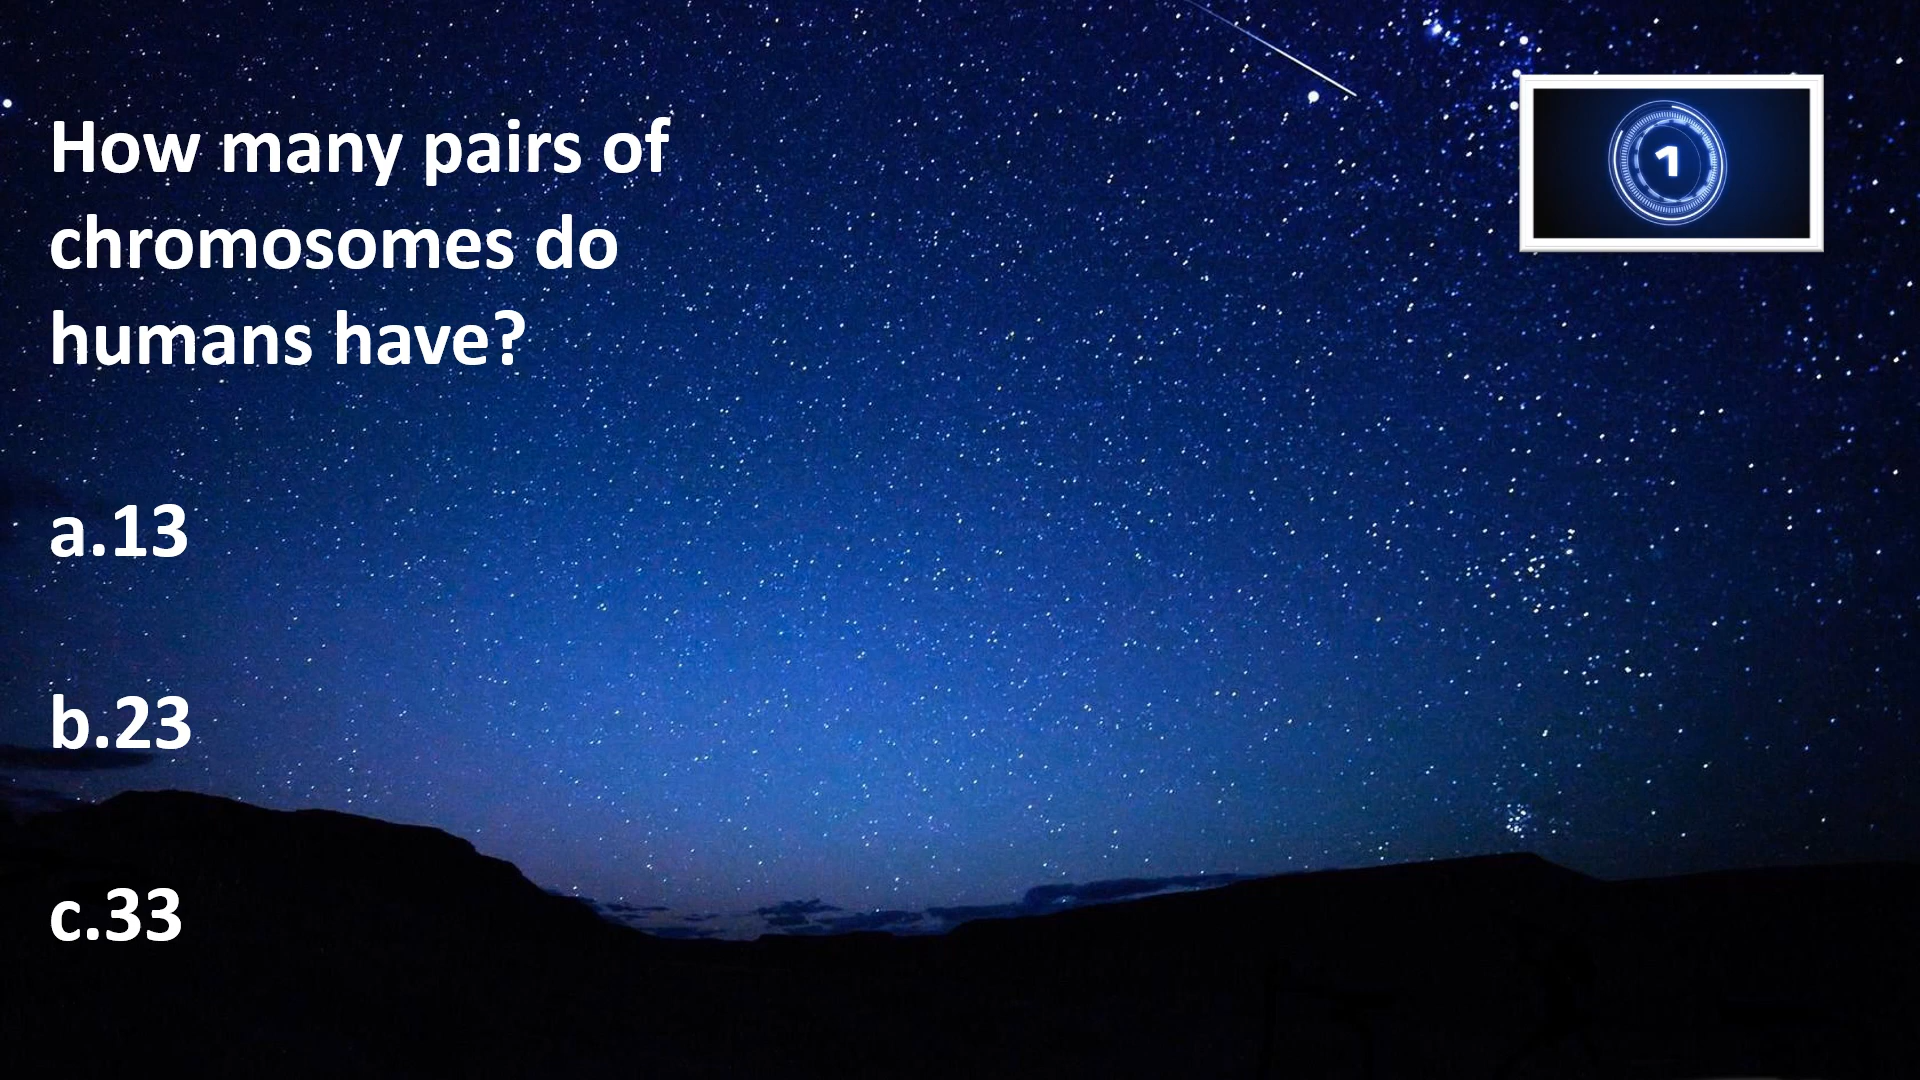 How many pairs of
chromosomes do
humans have?
a.13
b.23
c.33
1